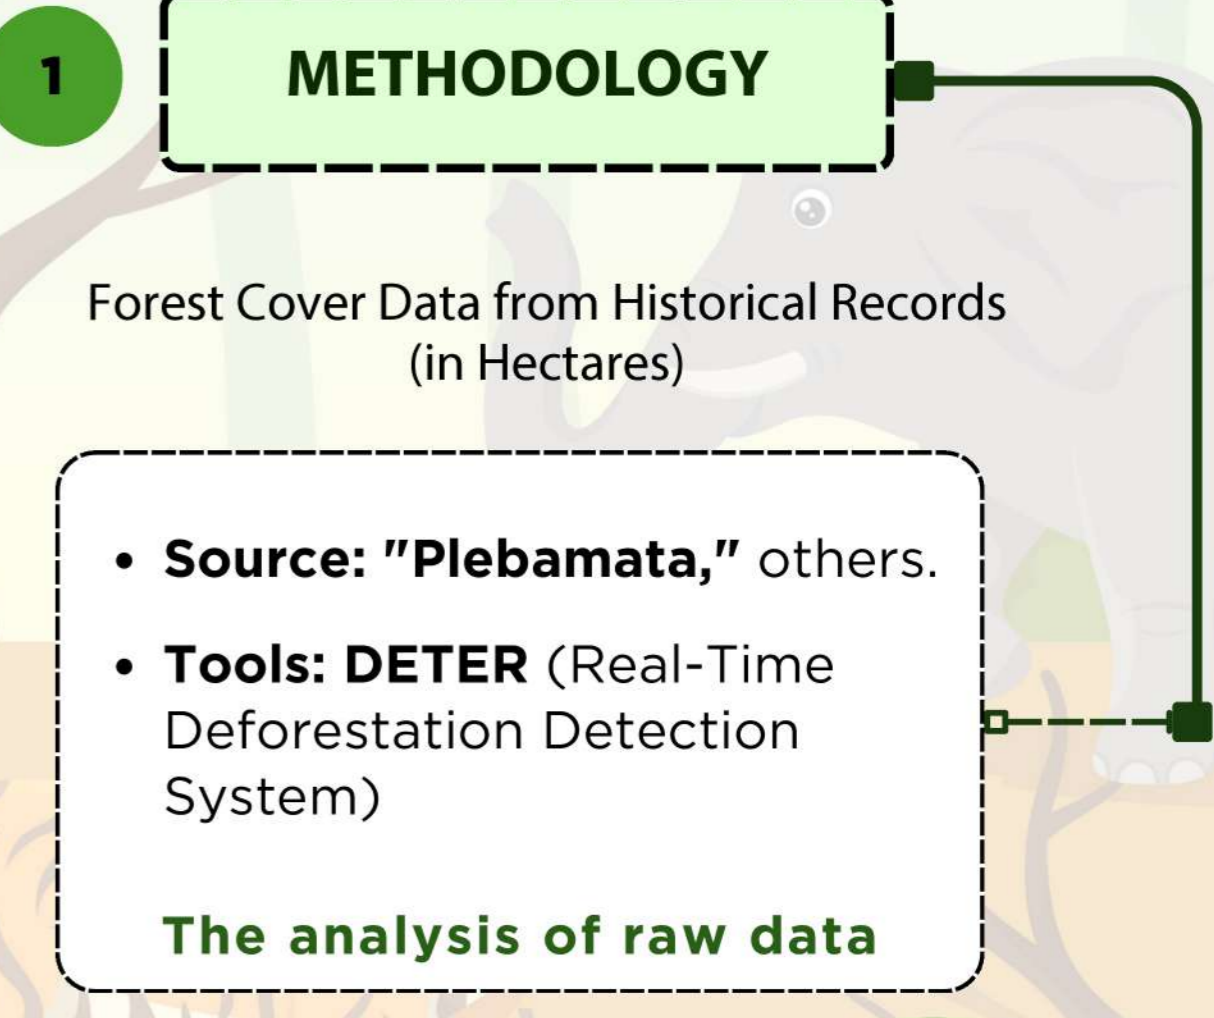 1
METHODOLOGY
Forest Cover Data from Historical Records
(in Hectares)
• Source: "Plebamata," others.
• Tools: DETER (Real-Time
Deforestation Detection
System)
The analysis of raw data